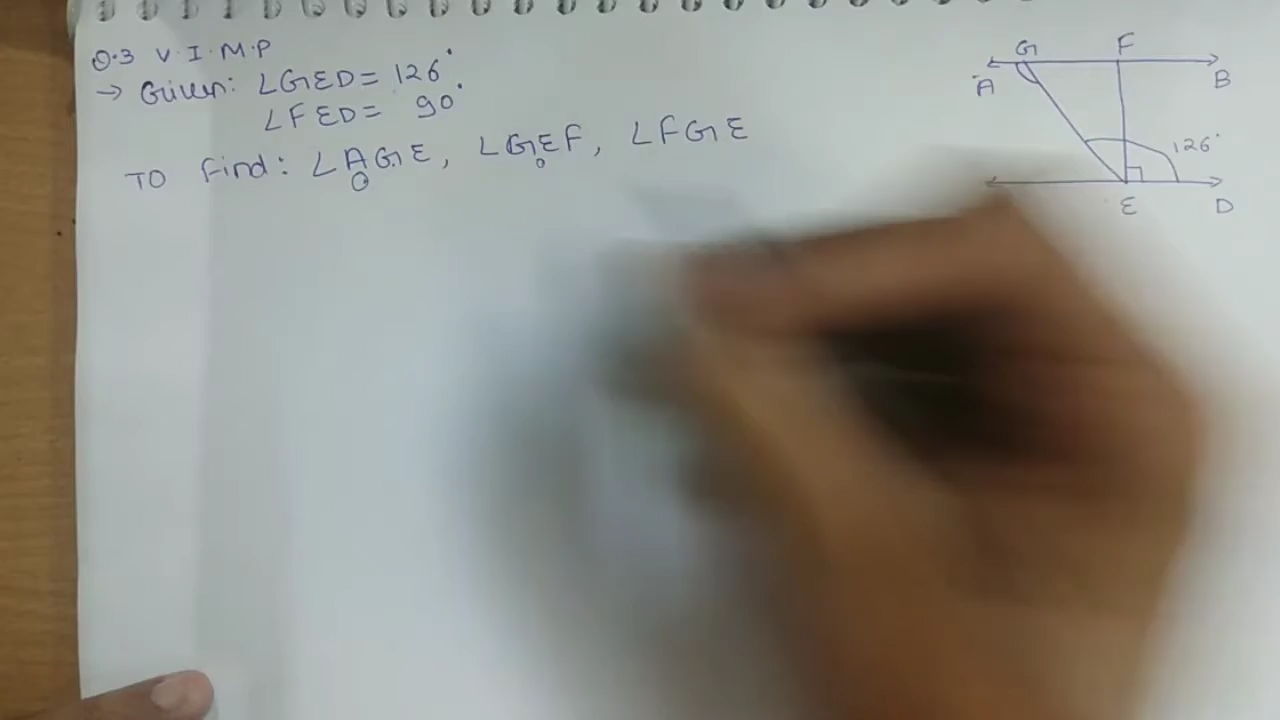 Q.3 V.I.M.P
→ Given: ∠GED = 126°
∠FED = 90°
To find: ∠AGE, ∠GEF, ∠FGE
G F
A B
126°
E D